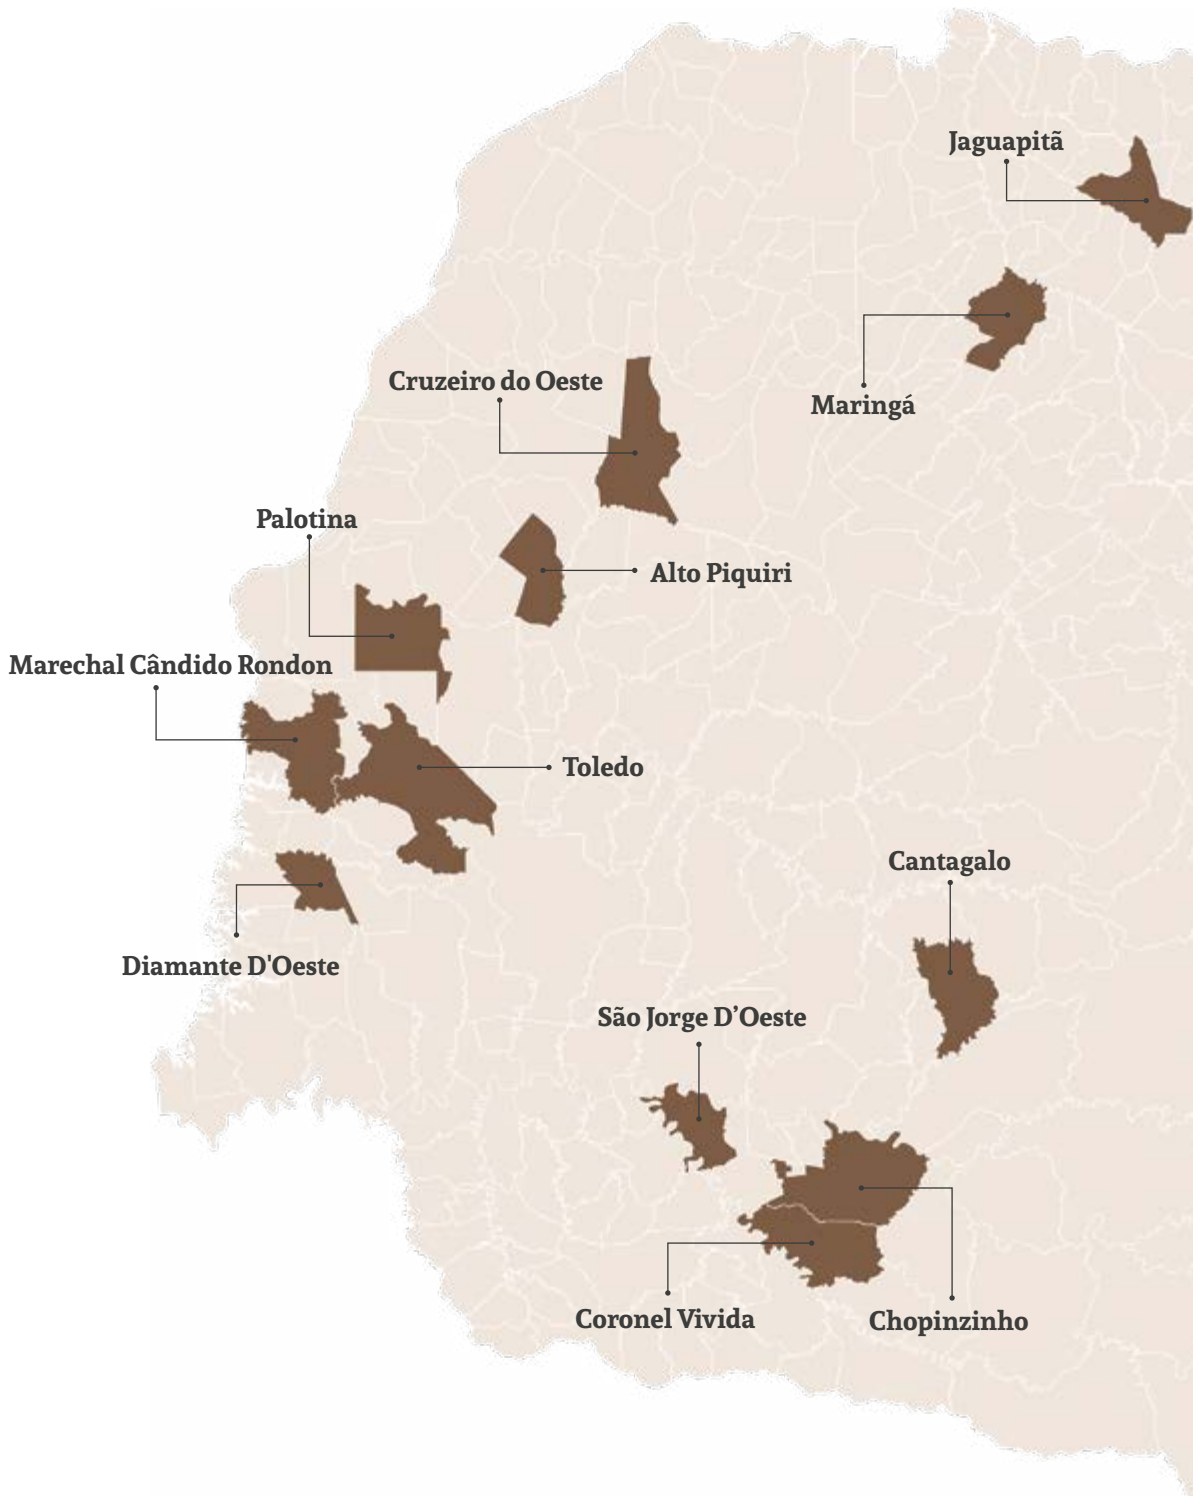 Jaguapitã
Cruzeiro do Oeste
Maringá
Palotina
Alto Piquiri
Marechal Cândido Rondon
Toledo
Cantagalo
Diamante D'Oeste
São Jorge D’Oeste
Coronel Vivida
Chopinzinho